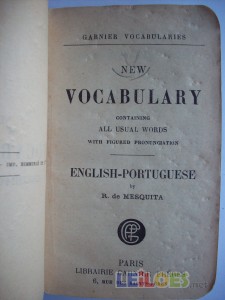 GARNIER VOCABULARIES
NEW
VOCABULARY
CONTAINING
ALL USUAL WORDS
WITH FIGURED PRONUNCIATION
ENGLISH-PORTUGUESE
by
R. de MESQUITA
PARIS
LIBRAIRIE
6, RUE
LEILOES